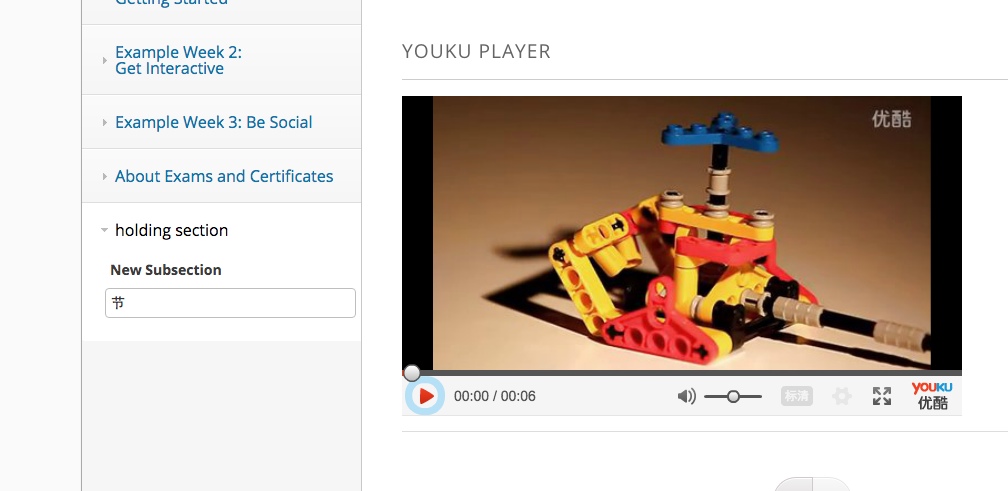 Getting Started
Example Week 2:
Get Interactive
Example Week 3: Be Social
About Exams and Certificates
holding section
New Subsection
节
YOUKU PLAYER
优酷
00:00 / 00:06
标清
YOUKU
优酷